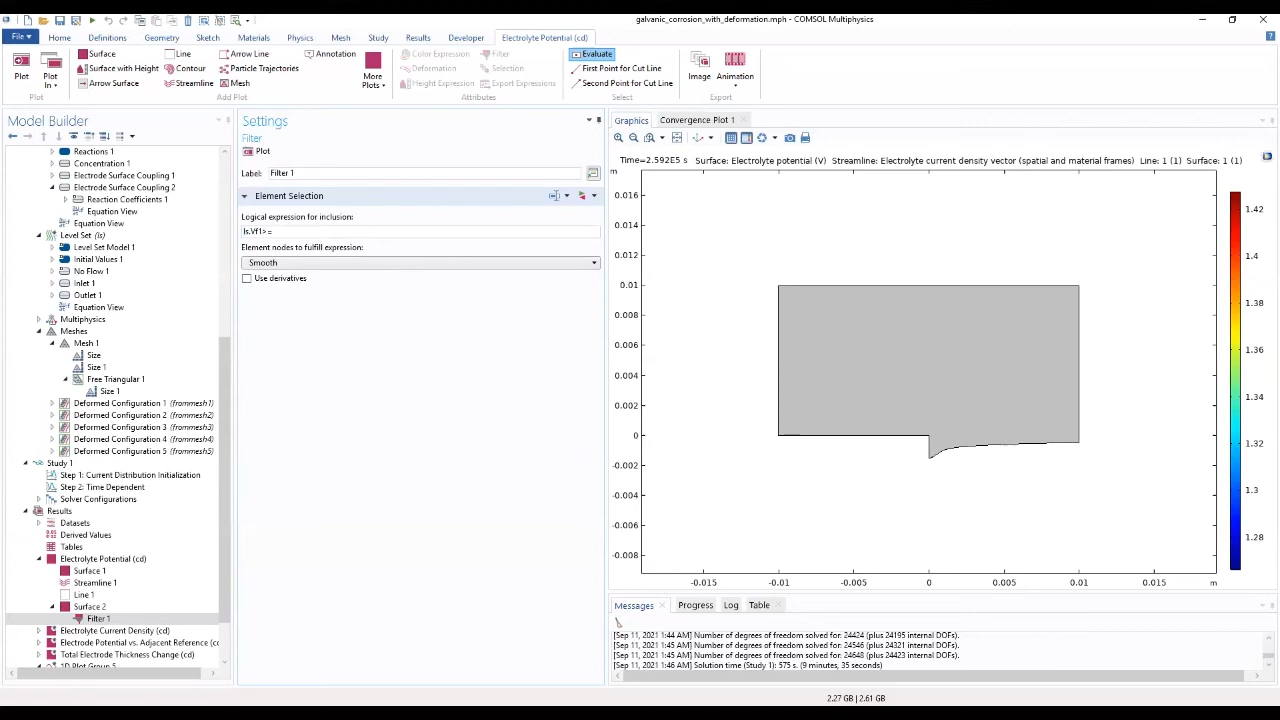 galvanic_corrosion_with_deformation.mph - COMSOL Multiphysics
File
Home
Definitions
Geometry
Sketch
Materials
Physics
Mesh
Study
Results
Developer
Electrolyte Potential (cd)
Plot
Plot In
Plot
Surface
Surface with Height
Arrow Surface
Line
Contour
Streamline
Arrow Line
Particle Trajectories
Mesh
Annotation
More Plots
Add Plot
Color Expression
Deformation
Height Expression
Filter
Selection
Export Expressions
Attributes
Evaluate
First Point for Cut Line
Second Point for Cut Line
Select
Image
Animation
Export
Model Builder
Reactions 1
Concentration 1
Electrode Surface Coupling 1
Electrode Surface Coupling 2
Reaction Coefficients 1
Equation View
Equation View
Level Set (ls)
Level Set Model 1
Initial Values 1
No Flow 1
Inlet 1
Outlet 1
Equation View
Multiphysics
Meshes
Mesh 1
Size
Size 1
Free Triangular 1
Size 1
Deformed Configuration 1 (frommesh1)
Deformed Configuration 2 (frommesh2)
Deformed Configuration 3 (frommesh3)
Deformed Configuration 4 (frommesh4)
Deformed Configuration 5 (frommesh5)
Study 1
Step 1: Current Distribution Initialization
Step 2: Time Dependent
Solver Configurations
Results
Datasets
Derived Values
Tables
Electrolyte Potential (cd)
Surface 1
Streamline 1
Line 1
Surface 2
Filter 1
Electrolyte Current Density (cd)
Electrode Potential vs. Adjacent Reference (cd
Total Electrode Thickness Change (cd)
1D Plot Group 5
Settings
Filter
Plot
Label: Filter 1
Element Selection
Logical expression for inclusion:
ls.Vf1>=
Element nodes to fulfill expression:
Smooth
Use derivatives
Graphics
Convergence Plot 1
Time=2.592E5 s Surface: Electrolyte potential (V) Streamline: Electrolyte current density vector (spatial and material frames) Line: 1 (1) Surface: 1 (1)
m
0.016
0.014
0.012
0.01
0.008
0.006
0.004
0.002
0
-0.002
-0.004
-0.006
-0.008
-0.015
-0.01
-0.005
0
0.005
0.01
0.015
m
1.42
1.4
1.38
1.36
1.34
1.32
1.3
1.28
Messages
Progress
Log
Table
[Sep 11, 2021 1:44 AM] Number of degrees of freedom solved for: 24424 (plus 24195 internal DOFs).
[Sep 11, 2021 1:45 AM] Number of degrees of freedom solved for: 24546 (plus 24321 internal DOFs).
[Sep 11, 2021 1:45 AM] Number of degrees of freedom solved for: 24648 (plus 24423 internal DOFs).
[Sep 11, 2021 1:46 AM] Solution time (Study 1): 575 s. (9 minutes, 35 seconds)
2.27 GB | 2.61 GB